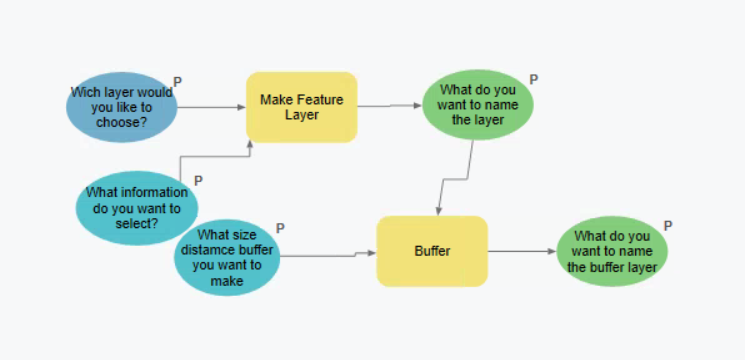 P
Wich layer would
you like to
choose?
Make Feature
Layer
P
What do you
want to name
the layer
P
What information
do you want to
select?
P
What size
distamce buffer
you want to
make
Buffer
P
What do you
want to name
the buffer layer